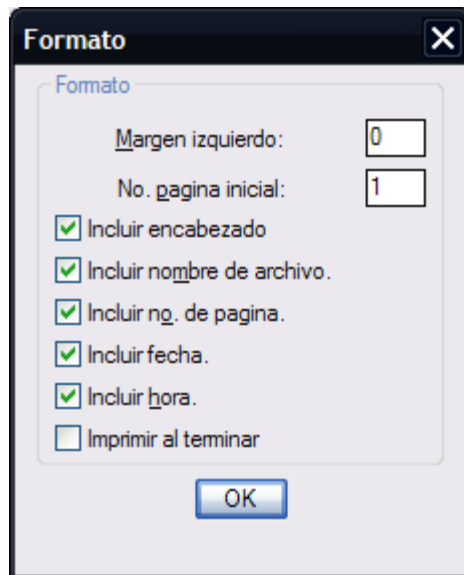 Formato
Formato
Margen izquierdo: 0
No. pagina inicial: 1
Incluir encabezado
Incluir nombre de archivo.
Incluir no. de pagina.
Incluir fecha.
Incluir hora.
Imprimir al terminar
OK